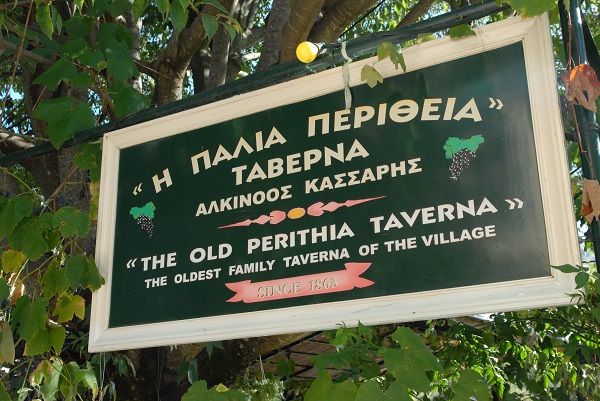 « Η ΠΑΛΙΑ ΠΕΡΙΘΕΙΑ »
ΤΑΒΕΡΝΑ
ΑΛΚΙΝΟΟΣ ΚΑΣΣΑΡΗΣ
« THE OLD PERITHIA TAVERNA »
THE OLDEST FAMILY TAVERNA OF THE VILLAGE
SINCE 1863